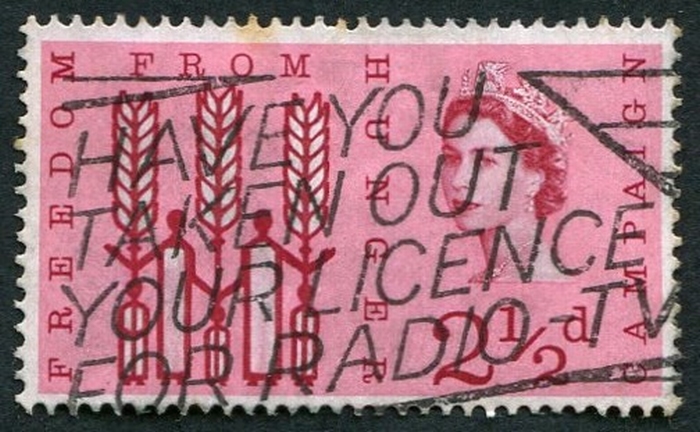 FREEDOM FROM HUNGER CAMPAIGN
2½d
HAVE YOU
TAKEN OUT
YOUR LICENCE
FOR RADIO-TV